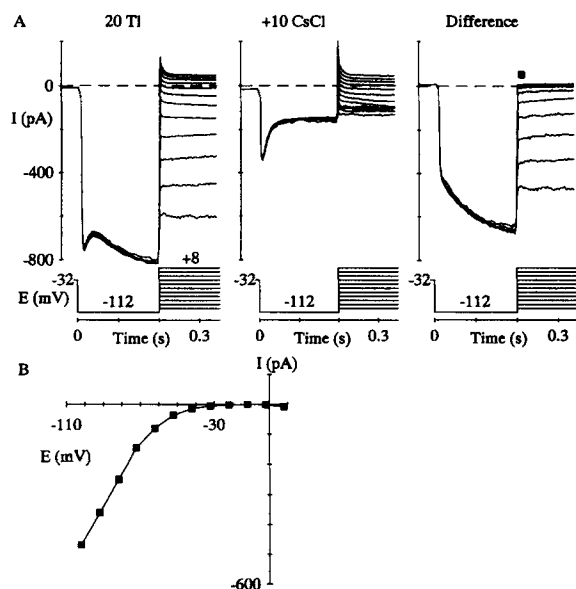 A
20 Tl
+10 CsCl
Difference
0
I (pA)
-400
-800
+8
-32
-112
-32
-112
-32
-112
E (mV)
0
Time (s)
0.3
0
Time (s)
0.3
0
Time (s)
0.3
B
I (pA)
-110
-30
E (mV)
-600